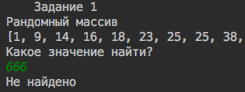 Задание 1
Рандомный массив
[1, 9, 14, 16, 18, 23, 25, 25, 38,
Какое значение найти?
666
Не найдено